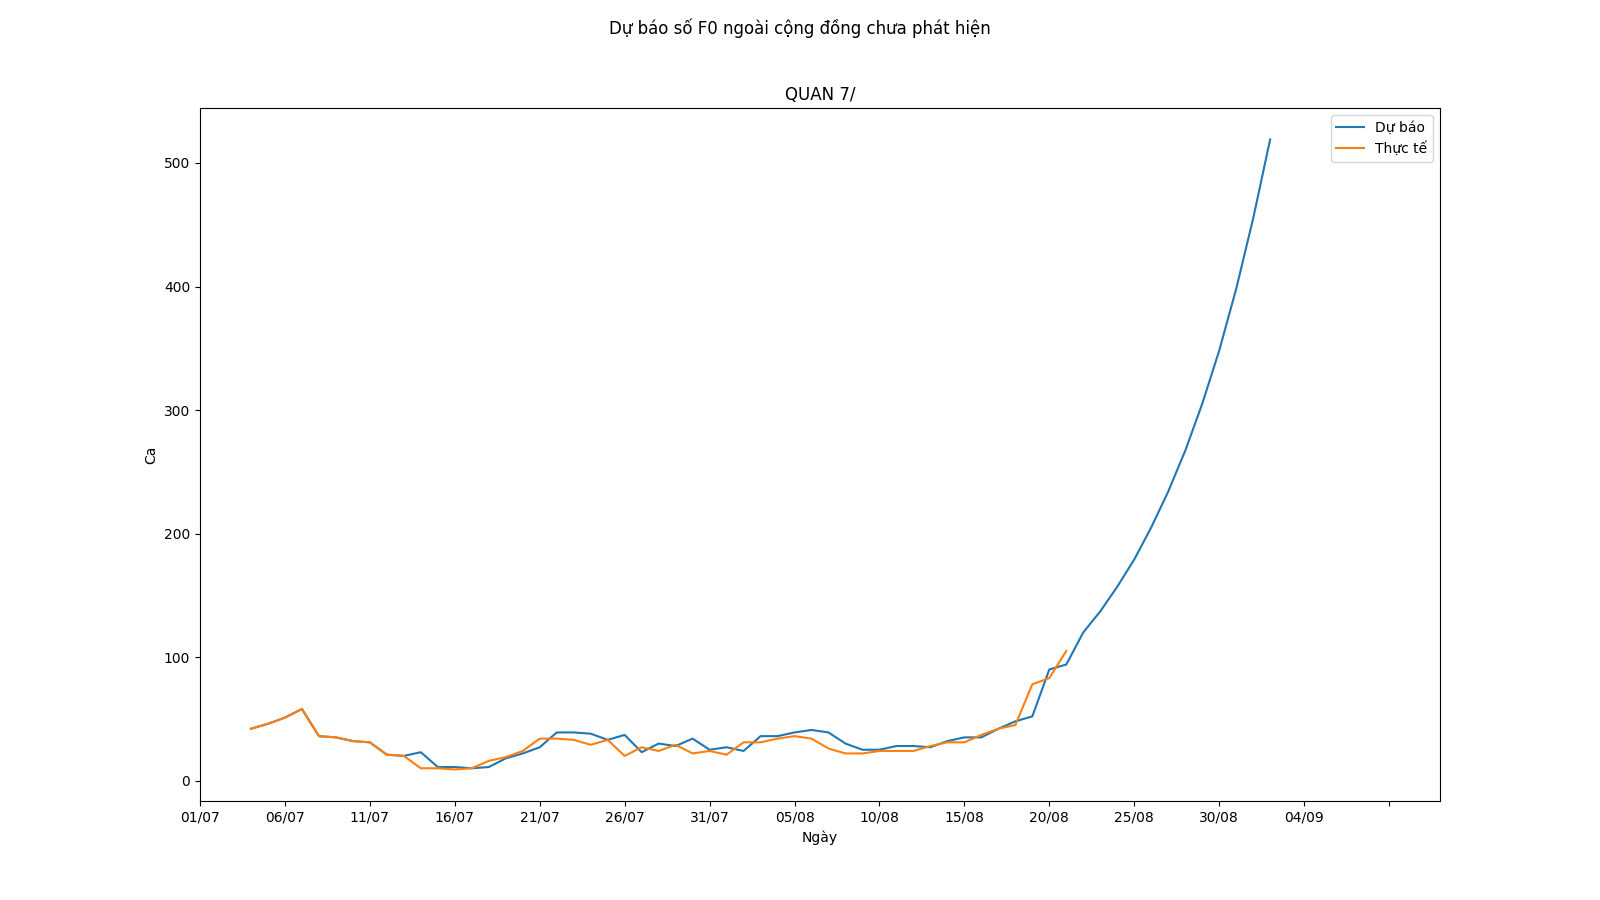 Dự báo số F0 ngoài cộng đồng chưa phát hiện
QUAN 7/
Dự báo
Thực tế
500
400
300
200
100
0
Ca
01/07 06/07 11/07 16/07 21/07 26/07 31/07 05/08 10/08 15/08 20/08 25/08 30/08 04/09
Ngày